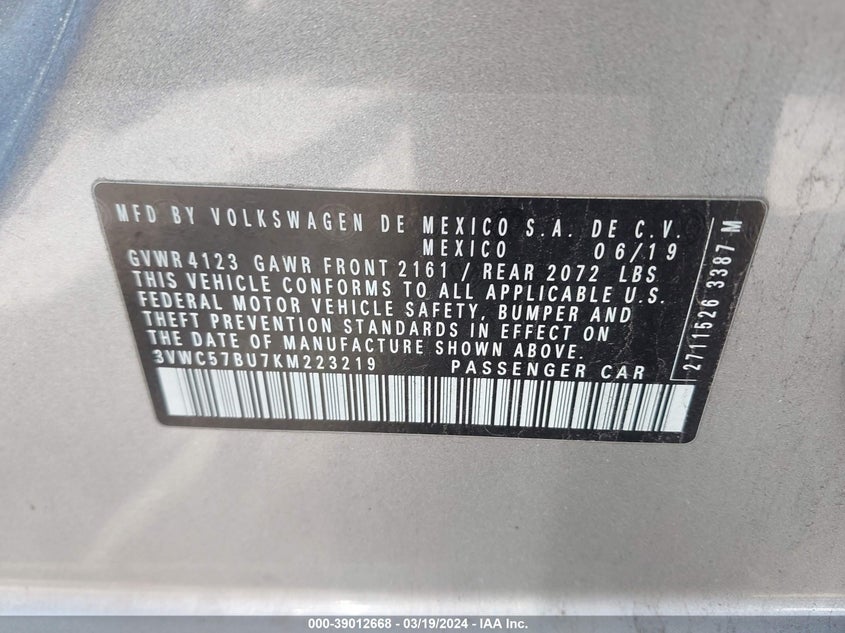 MFD BY VOLKSWAGEN DE MEXICO S.A. DE C.V.
MEXICO 06/19
GVWR 4123 GAWR FRONT 2161 / REAR 2072 LBS
THIS VEHICLE CONFORMS TO ALL APPLICABLE U.S.
FEDERAL MOTOR VEHICLE SAFETY, BUMPER AND
THEFT PREVENTION STANDARDS IN EFFECT ON
THE DATE OF MANUFACTURE SHOWN ABOVE.
3VWC57BU7KM223219 PASSENGER CAR
2711526 3387 M
000-39012668 - 03/19/2024 - IAA Inc.